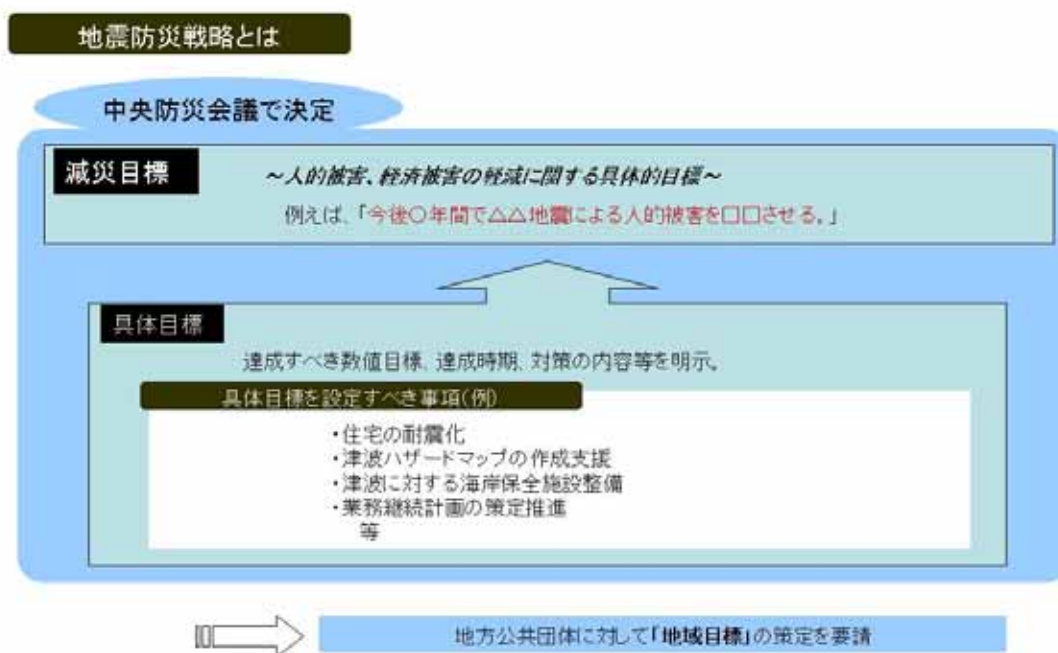 地震防災戦略とは
中央防災会議で決定
減災目標
～人的被害、経済被害の軽減に関する具体的目標～
例えば、「今後○年間で△△地震による人的被害を□□させる。」
具体目標
達成すべき数値目標、達成時期、対策の内容等を明示。
具体目標を設定すべき事項(例)
・住宅の耐震化
・津波ハザードマップの作成支援
・津波に対する海岸保全施設整備
・業務継続計画の策定推進
等
地方公共団体に対して「地域目標」の策定を要請